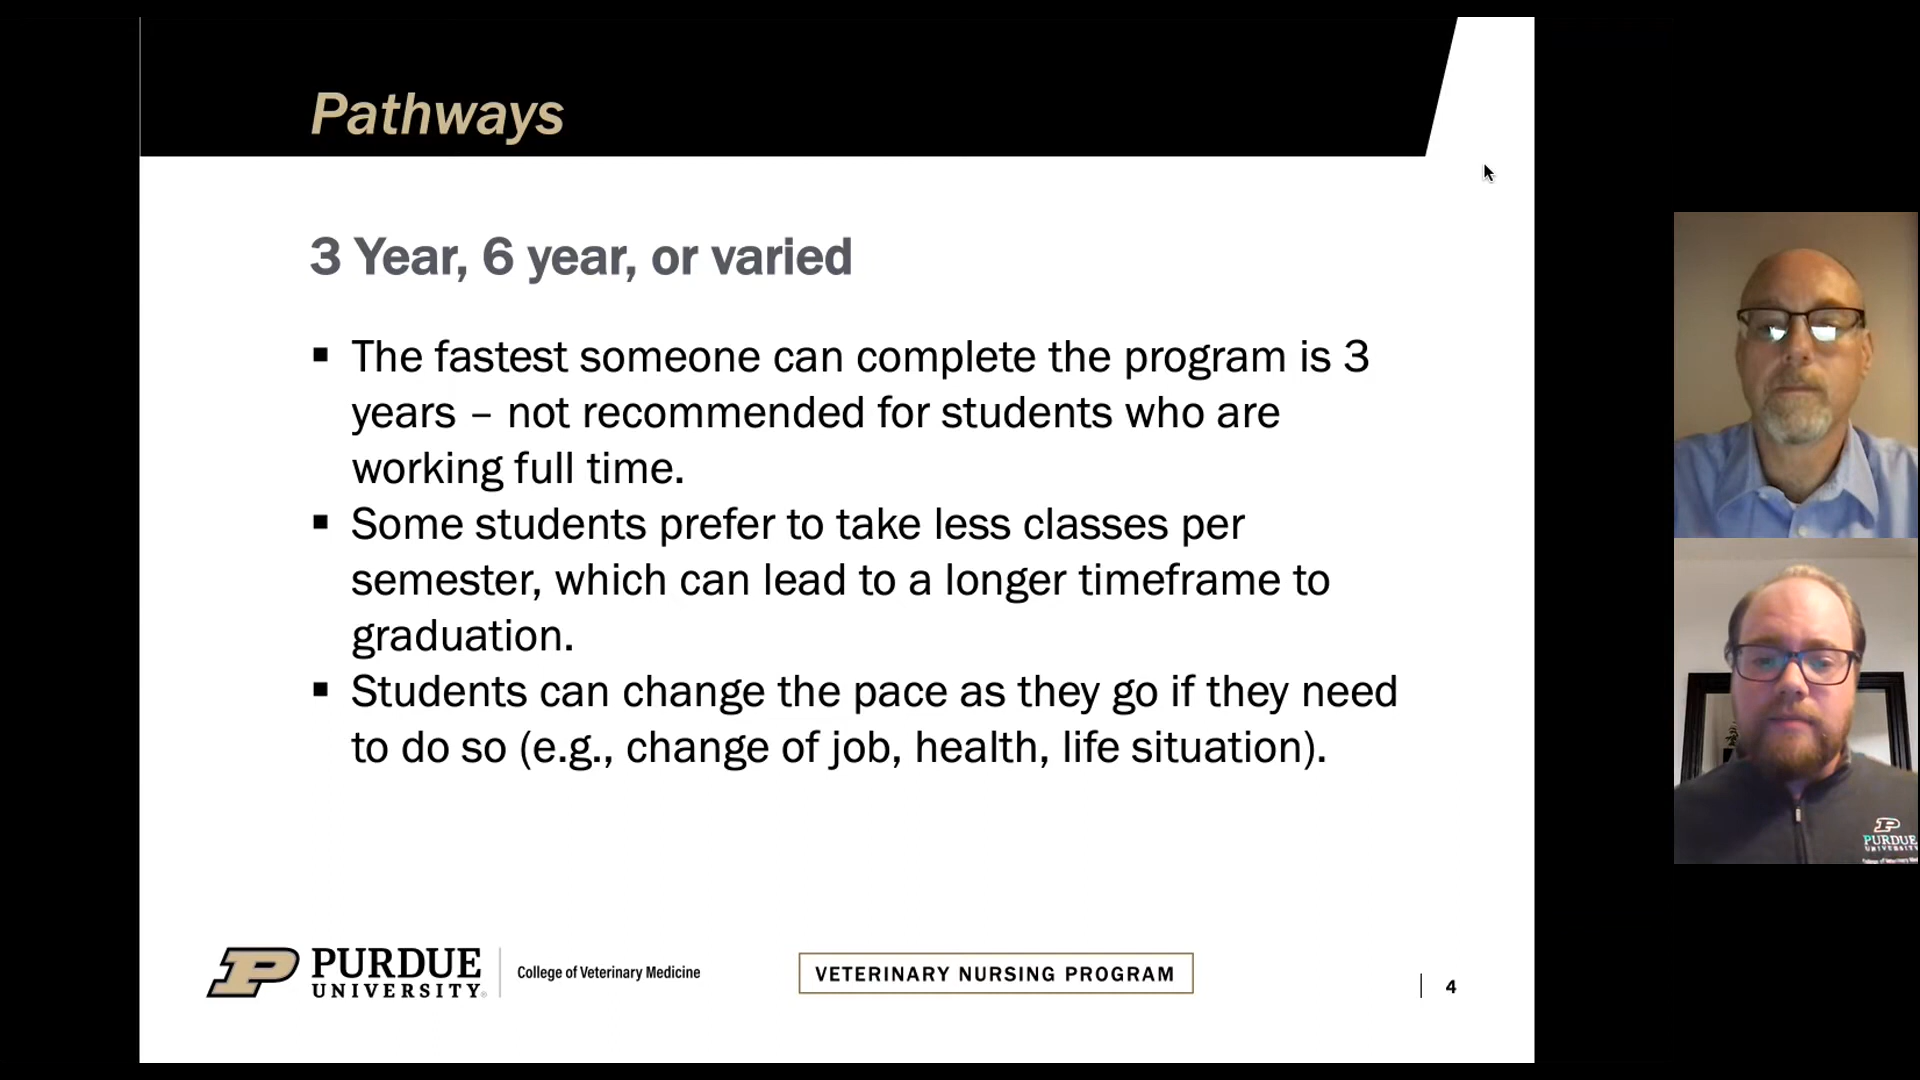 Pathways
3 Year, 6 year, or varied
▪ The fastest someone can complete the program is 3
years – not recommended for students who are
working full time.
▪ Some students prefer to take less classes per
semester, which can lead to a longer timeframe to
graduation.
▪ Students can change the pace as they go if they need
to do so (e.g., change of job, health, life situation).
PURDUE
UNIVERSITY®
College of Veterinary Medicine
VETERINARY NURSING PROGRAM
4
PURDUE
UNIVERSITY